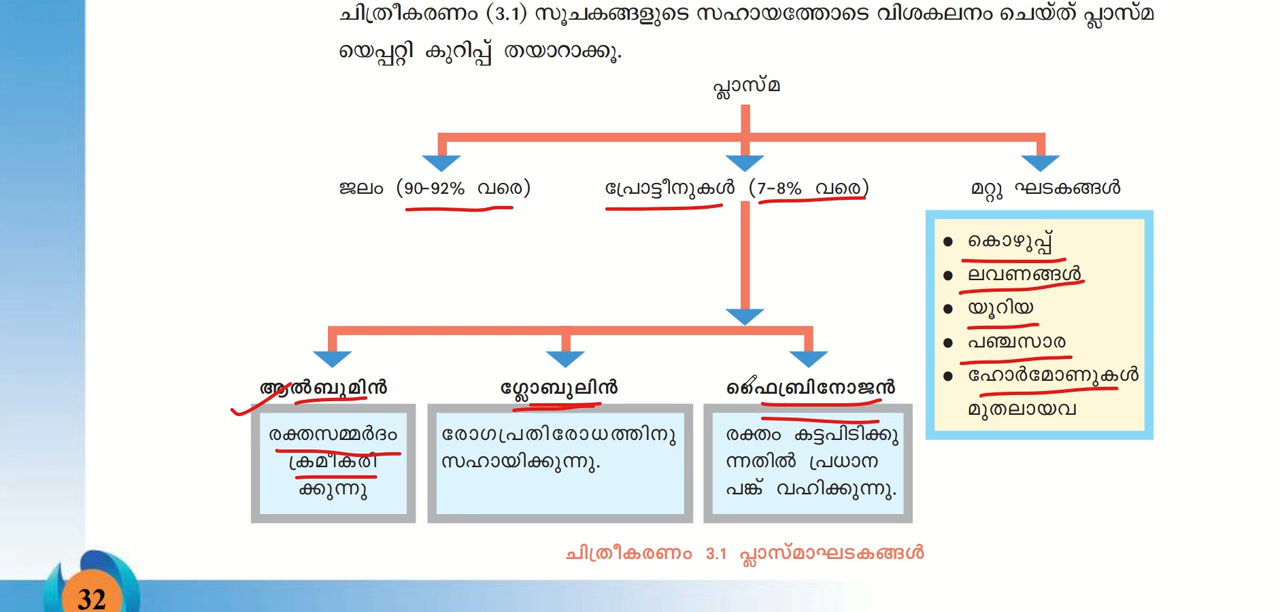 ചിത്രീകരണം (3.1) സൂചകങ്ങളുടെ സഹായത്തോടെ വിശകലനം ചെയ്ത് പ്ലാസ്മ
യെപ്പറ്റി കുറിപ്പ് തയാറാക്കൂ.
പ്ലാസ്മ
ജലം (90-92% വരെ)
പ്രോട്ടീനുകൾ (7-8% വരെ)
മറ്റു ഘടകങ്ങൾ
• കൊഴുപ്പ്
• ലവണങ്ങൾ
• യൂറിയ
• പഞ്ചസാര
• ഹോർമോണുകൾ
മുതലായവ
ആൽബുമിൻ
രക്തസമ്മർദം
ക്രമീകരി
ക്കുന്നു
ഗ്ലോബുലിൻ
രോഗപ്രതിരോധത്തിനു
സഹായിക്കുന്നു.
ഫൈബ്രിനോജൻ
രക്തം കട്ടപിടിക്കു
ന്നതിൽ പ്രധാന
പങ്ക് വഹിക്കുന്നു.
ചിത്രീകരണം 3.1 പ്ലാസ്മാഘടകങ്ങൾ
32